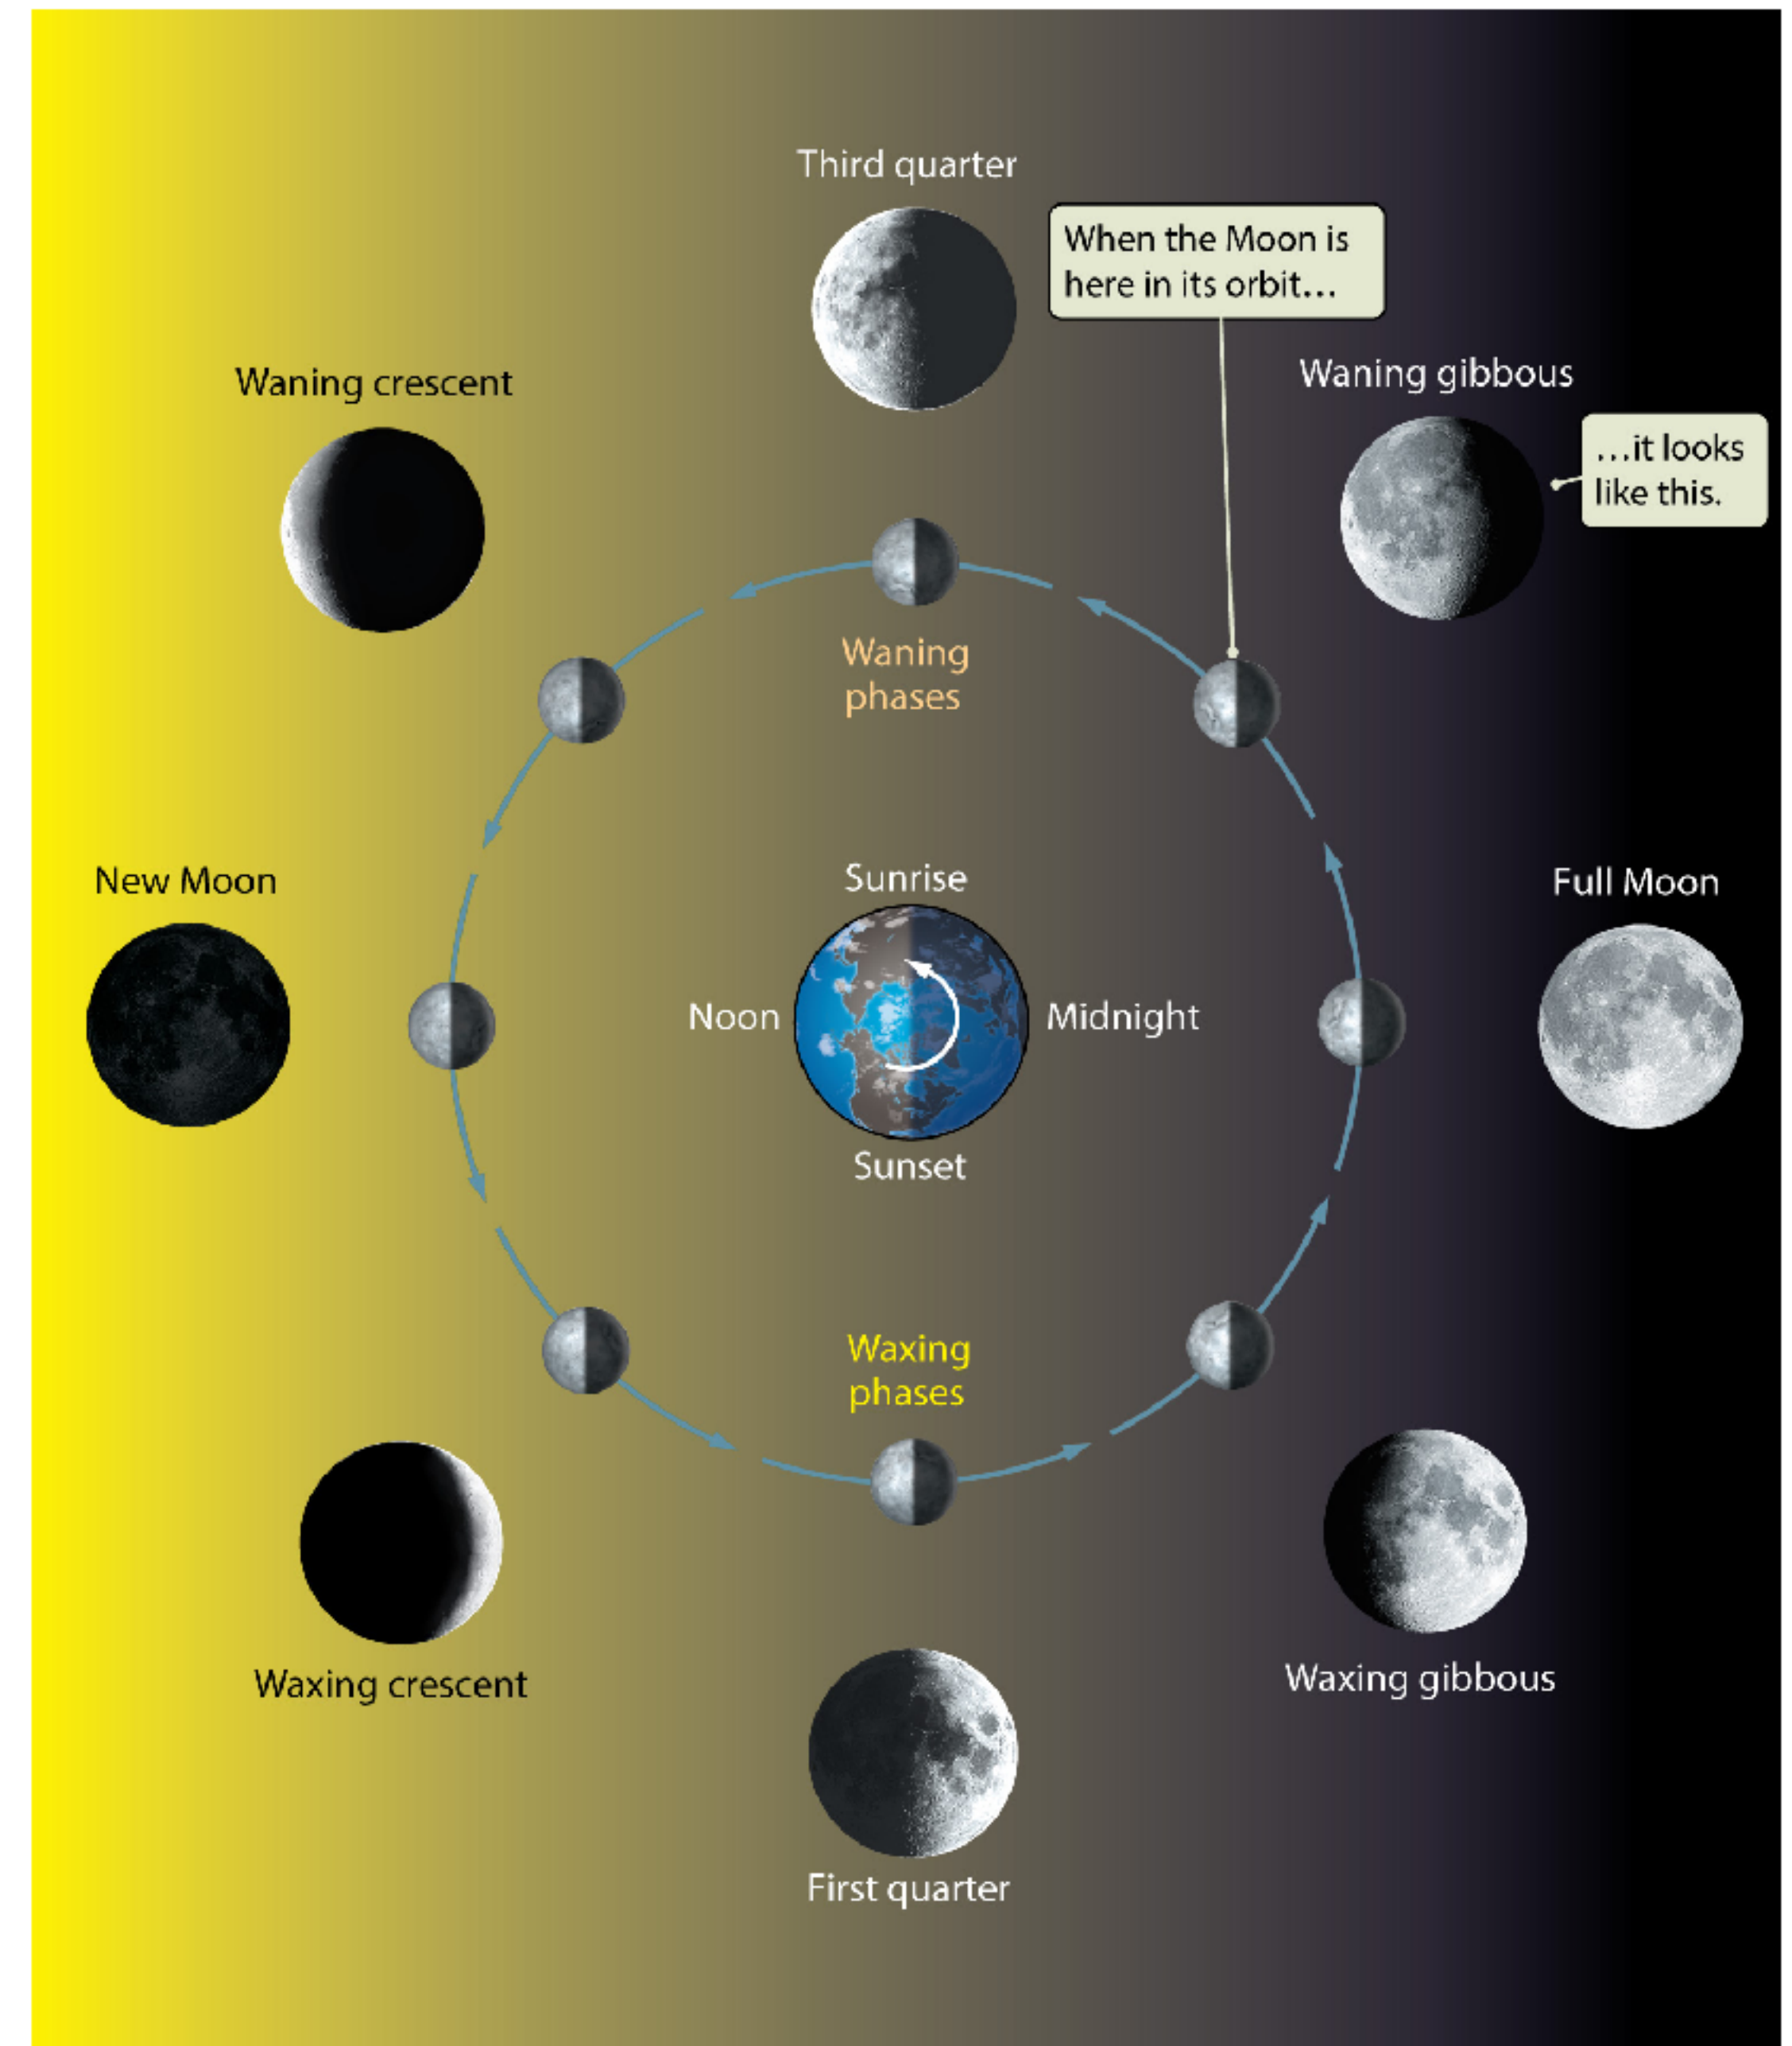 Third quarter
When the Moon is
here in its orbit...
Waning gibbous
...it looks
like this.
Waning crescent
Waning
phases
New Moon
Sunrise
Full Moon
Noon
Midnight
Sunset
Waxing
phases
Waxing crescent
Waxing gibbous
First quarter